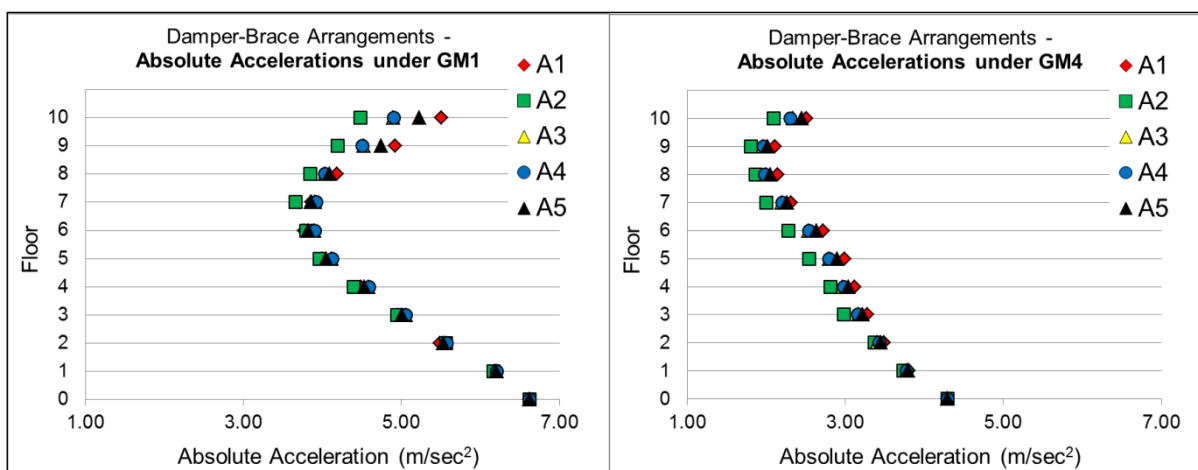 Damper-Brace Arrangements -
Absolute Accelerations under GM1
A1
A2
A3
A4
A5
Floor
10
9
8
7
6
5
4
3
2
1
0
1.00 3.00 5.00 7.00
Absolute Acceleration (m/sec²)
Damper-Brace Arrangements -
Absolute Accelerations under GM4
A1
A2
A3
A4
A5
Floor
10
9
8
7
6
5
4
3
2
1
0
1.00 3.00 5.00 7.00
Absolute Acceleration (m/sec²)